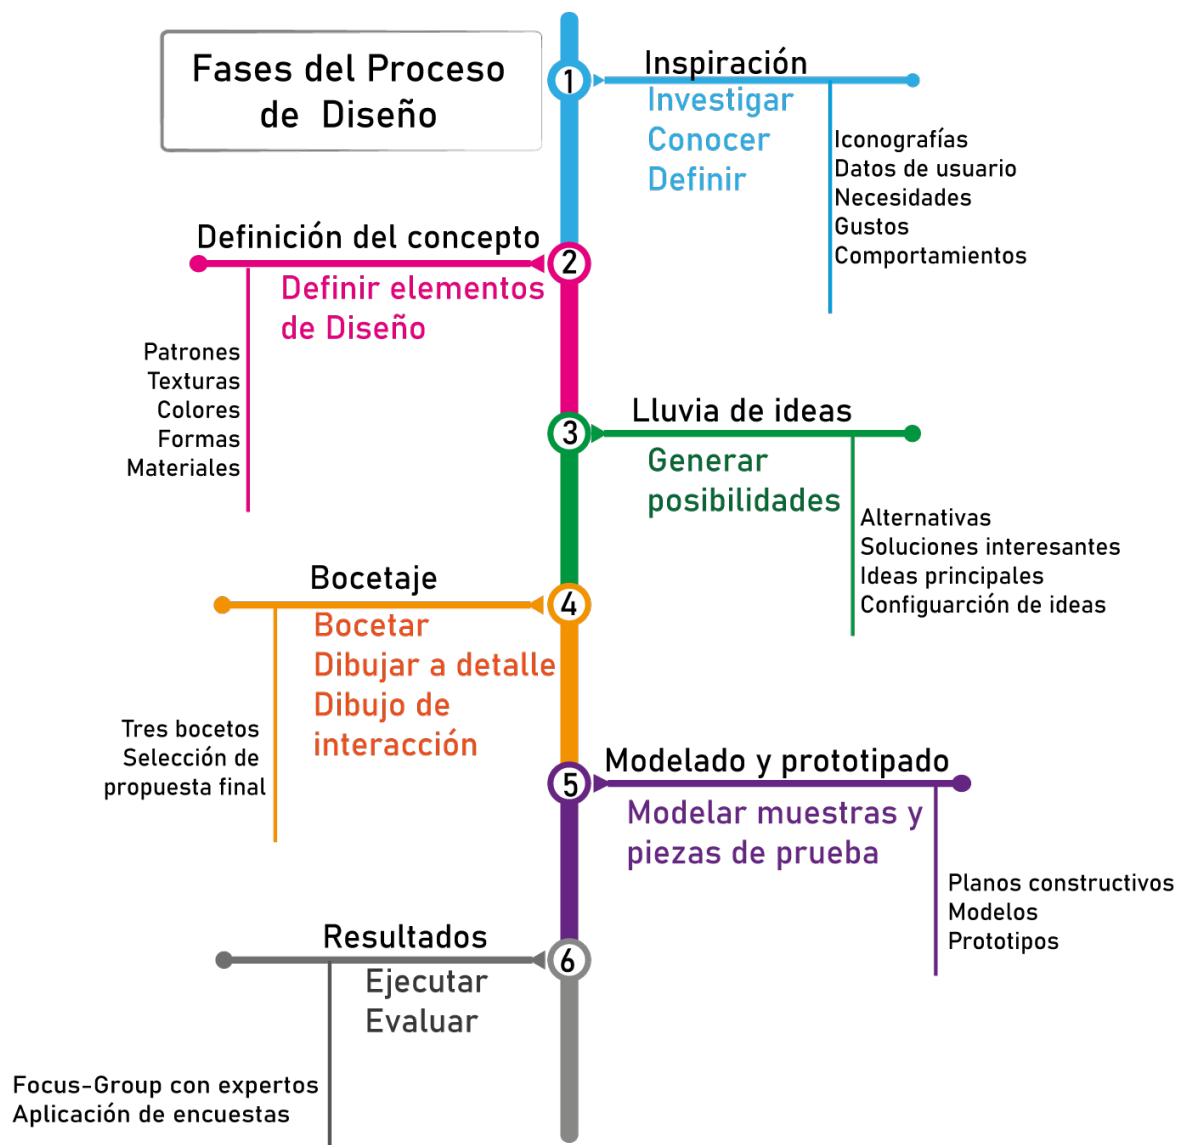 Fases del Proceso
de Diseño
1
Inspiración
Investigar
Conocer
Definir
Iconografías
Datos de usuario
Necesidades
Gustos
Comportamientos
2
Definición del concepto
Definir elementos
de Diseño
Patrones
Texturas
Colores
Formas
Materiales
3
Lluvia de ideas
Generar
posibilidades
Alternativas
Soluciones interesantes
Ideas principales
Configuarción de ideas
4
Bocetaje
Bocetar
Dibujar a detalle
Dibujo de
interacción
Tres bocetos
Selección de
propuesta final
5
Modelado y prototipado
Modelar muestras y
piezas de prueba
Planos constructivos
Modelos
Prototipos
6
Resultados
Ejecutar
Evaluar
Focus-Group con expertos
Aplicación de encuestas